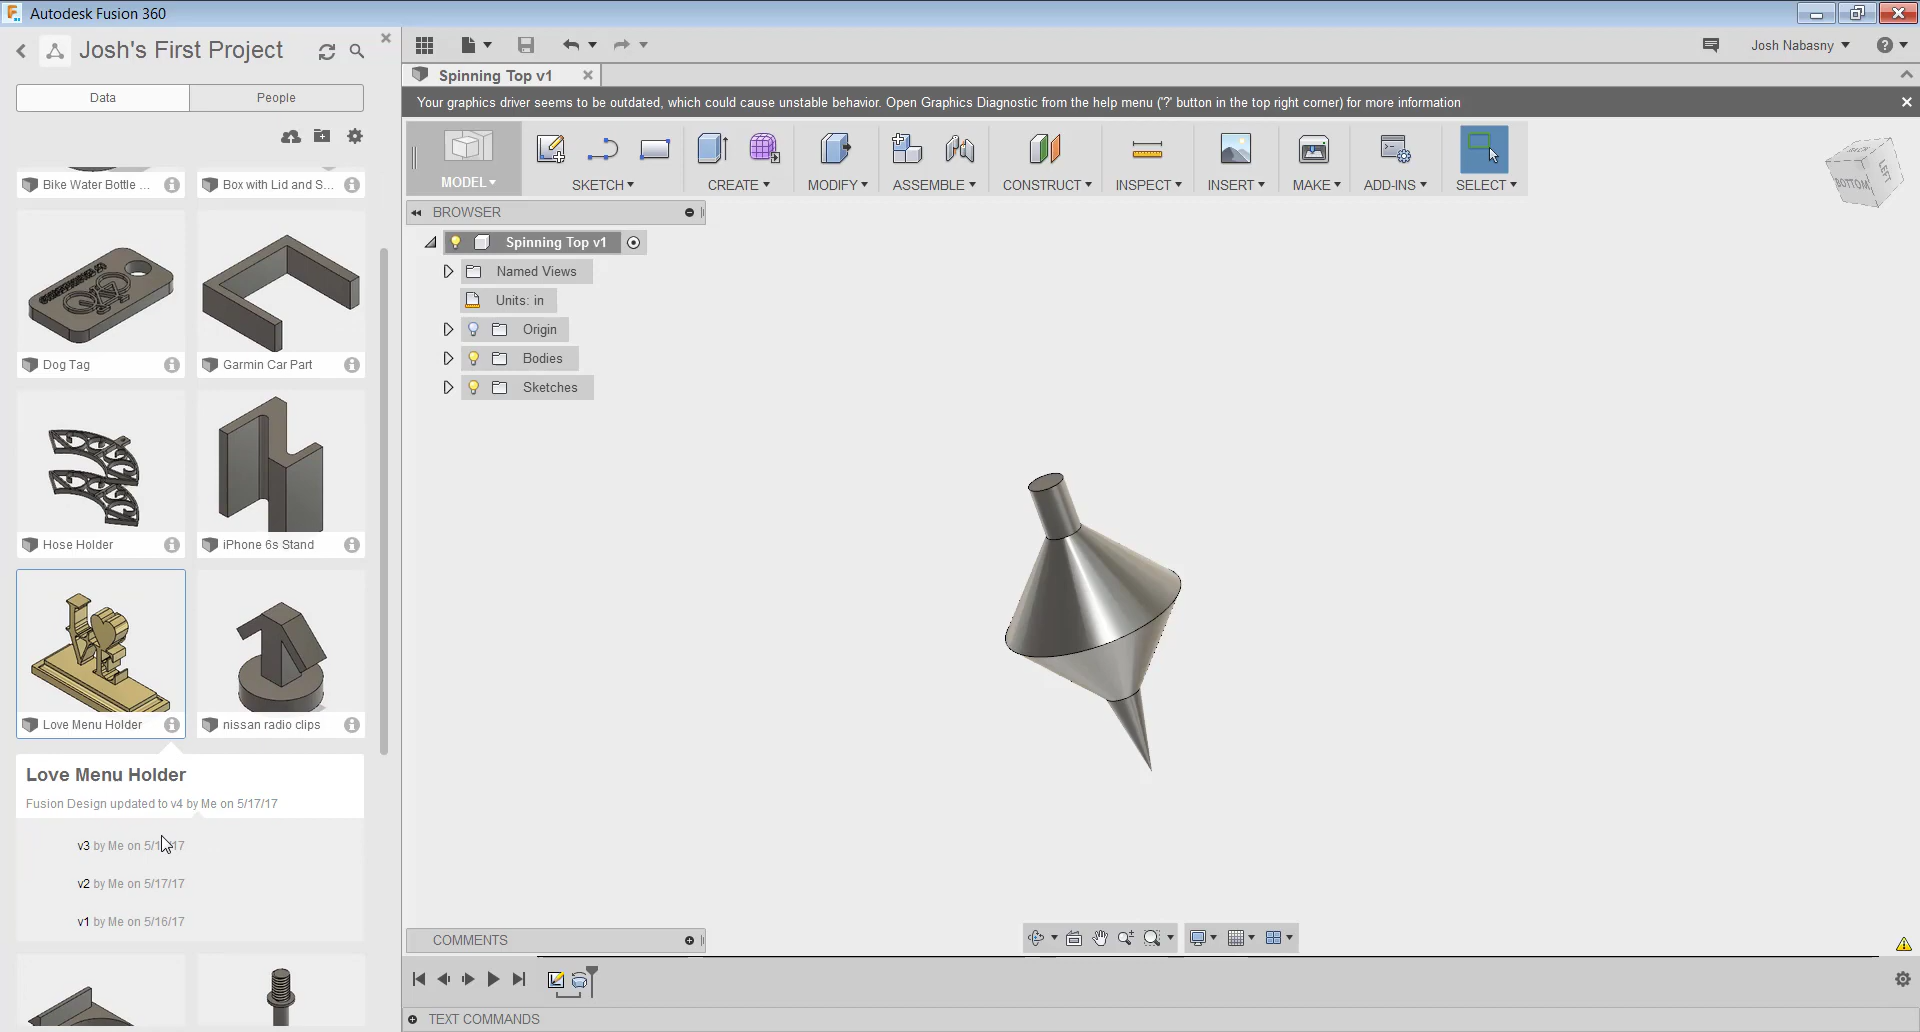 Autodesk Fusion 360
Josh's First Project
Data
People
Bike Water Bottle ...
Box with Lid and S...
Dog Tag
Garmin Car Part
Hose Holder
iPhone 6s Stand
Love Menu Holder
nissan radio clips
Love Menu Holder
Fusion Design updated to v4 by Me on 5/17/17
v3 by Me on
v2 by Me on 5/17/17
v1 by Me on 5/16/17
Josh Nabasny
Spinning Top v1
Your graphics driver seems to be outdated, which could cause unstable behavior. Open Graphics Diagnostic from the help menu ('?' button in the top right corner) for more information
MODEL
SKETCH
CREATE
MODIFY
ASSEMBLE
CONSTRUCT
INSPECT
INSERT
MAKE
ADD-INS
SELECT
BROWSER
Spinning Top v1
Named Views
Units: in
Origin
Bodies
Sketches
BOTTOM
LEFT
COMMENTS
TEXT COMMANDS